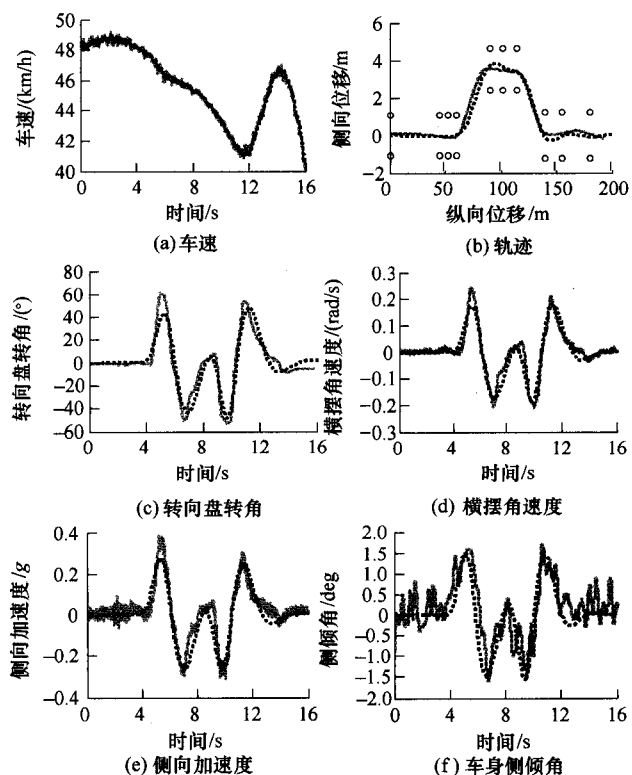 50
48
46
44
42
40
0 4 8 12 16
车速/(km/h)
时间/s
(a) 车速
6
4
2
0
-2
0 50 100 150 200
侧向位移/m
纵向位移/m
(b) 轨迹
80
60
40
20
0
-20
-40
-60
0 4 8 12 16
转向盘转角/(°)
时间/s
(c) 转向盘转角
0.3
0.2
0.1
0
-0.1
-0.2
-0.3
0 4 8 12 16
横摆角速度/(rad/s)
时间/s
(d) 横摆角速度
0.4
0.2
0
-0.2
-0.4
0 4 8 12 16
侧向加速度/g
时间/s
(e) 侧向加速度
2.0
1.5
1.0
0.5
0
-0.5
-1.0
-1.5
-2.0
0 4 8 12 16
侧倾角/deg
时间/s
(f) 车身侧倾角